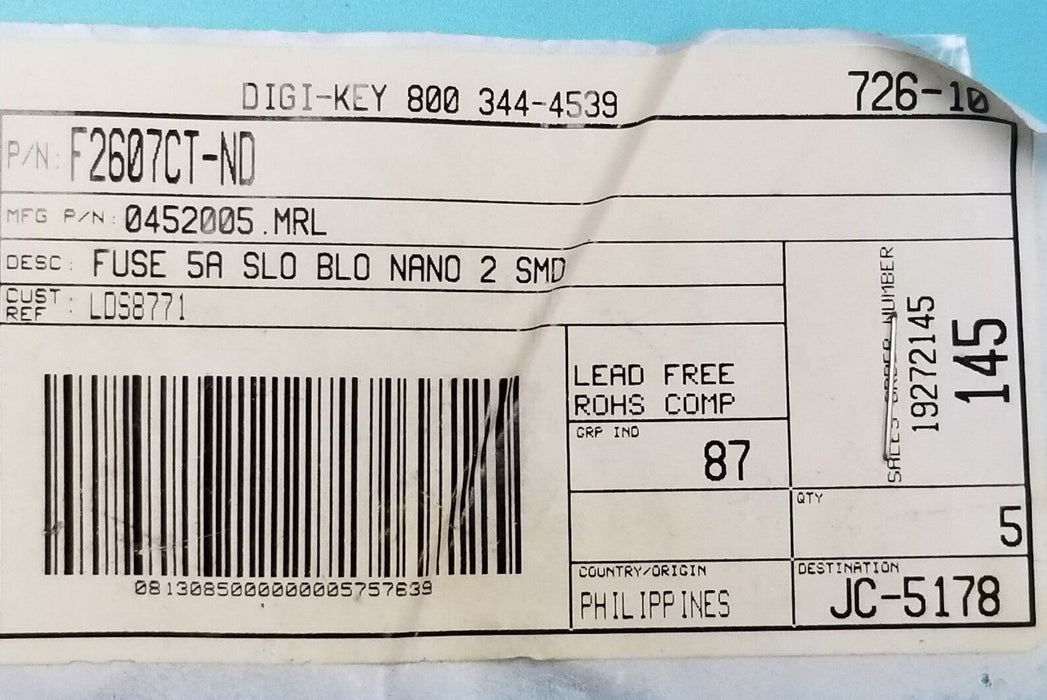 DIGI-KEY 800 344-4539
726-10
P/N: F2607CT-ND
MFG P/N: 0452005.MRL
DESC: FUSE 5A SLO BLO NANO 2 SMD
CUST REF : LDS8771
LEAD FREE
ROHS COMP
GRP IND
87
SALES ORDER NUMBER
19272145
145
QTY
5
COUNTRY/ORIGIN
PHILIPPINES
DESTINATION
JC-5178
0813085000000005757639